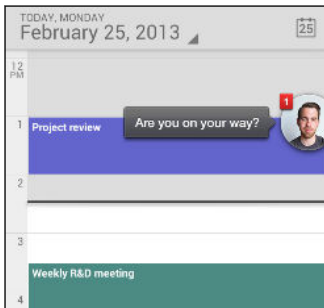 TODAY, MONDAY
February 25, 2013
25
12
PM
1
Project review
Are you on your way?
1
2
3
Weekly R&D meeting
4